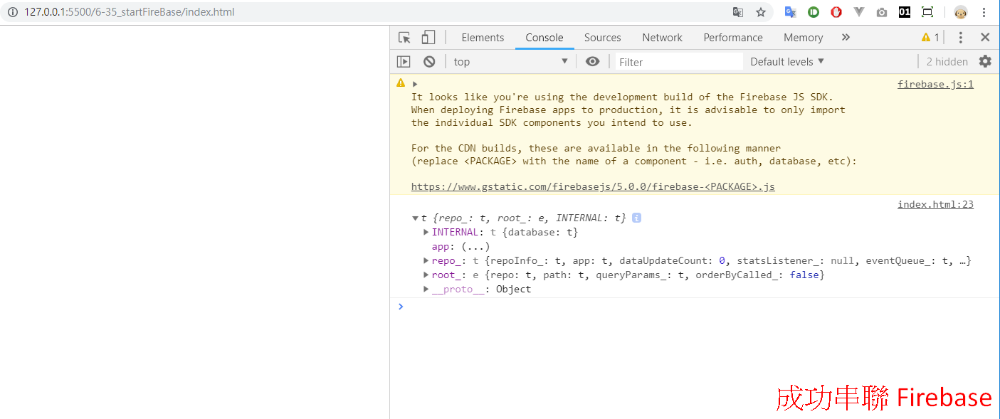 127.0.0.1:5500/6-35_startFireBase/index.html
01
Elements Console Sources Network Performance Memory 1
top Filter Default levels 2 hidden
firebase.js:1
It looks like you're using the development build of the Firebase JS SDK.
When deploying Firebase apps to production, it is advisable to only import
the individual SDK components you intend to use.
For the CDN builds, these are available in the following manner
(replace <PACKAGE> with the name of a component - i.e. auth, database, etc):
https://www.gstatic.com/firebasejs/5.0.0/firebase-<PACKAGE>.js
index.html:23
t {repo_: t, root_: e, INTERNAL: t}
INTERNAL: t {database: t}
app: (...)
repo_: t {repoInfo_: t, app: t, dataUpdateCount: 0, statsListener_: null, eventQueue_: t, …}
root_: e {repo: t, path: t, queryParams_: t, orderByCalled_: false}
__proto__: Object
成功串聯 Firebase